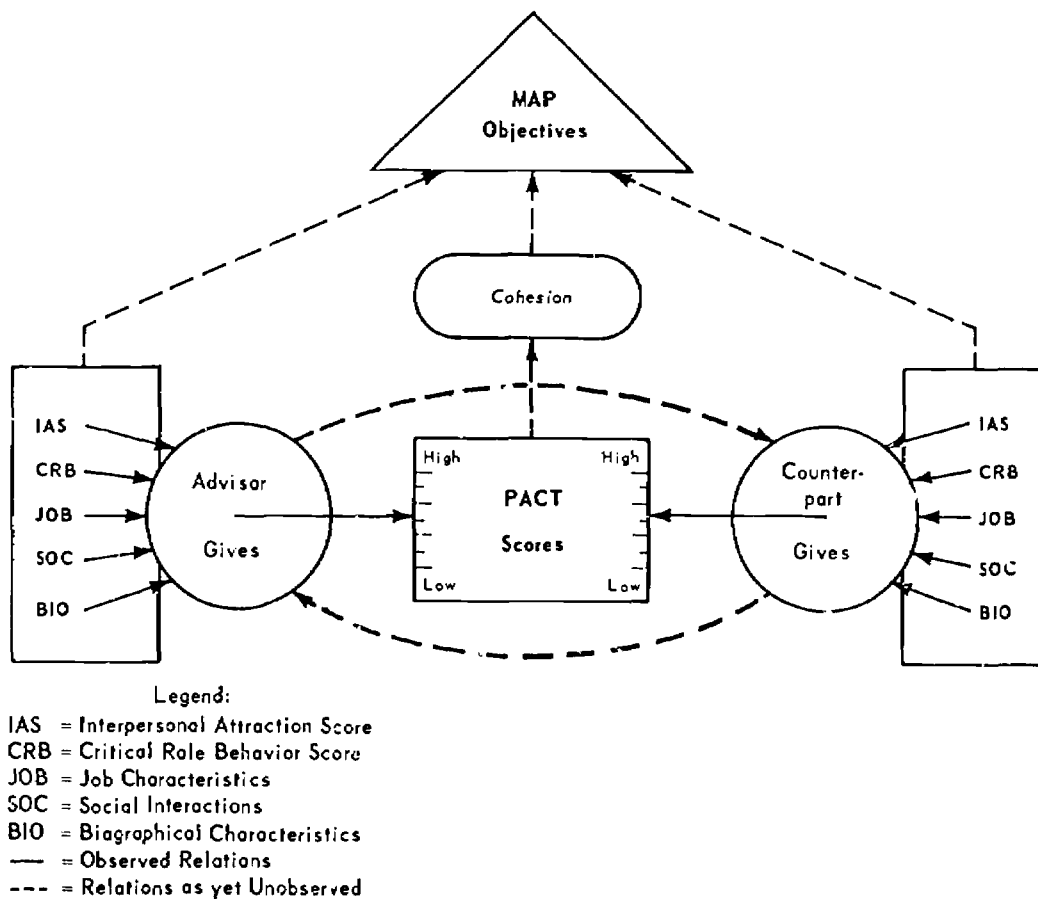 MAP
Objectives
Cohesion
IAS
CRB
JOB
SOC
BIO
Advisor
Gives
High
High
PACT
Scores
Low
Low
Counter-
part
Gives
IAS
CRB
JOB
SOC
BIO
Legend:
IAS = Interpersonal Attraction Score
CRB = Critical Role Behavior Score
JOB = Job Characteristics
SOC = Social Interactions
BIO = Biagraphical Characteristics
— = Observed Relations
--- = Relations as yet Unobserved